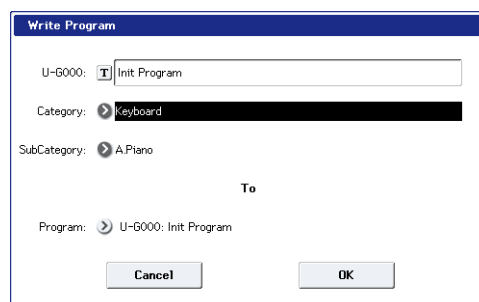 Write Program
U-G000: T Init Program
Category: Keyboard
SubCategory: A.Piano
To
Program: U-G000: Init Program
Cancel OK